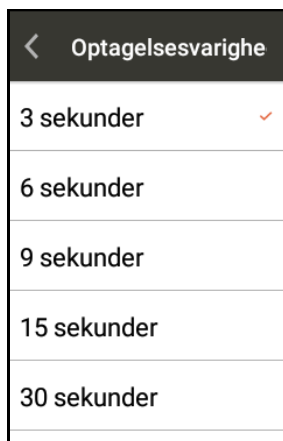 Optagelsesvarighe
3 sekunder
6 sekunder
9 sekunder
15 sekunder
30 sekunder